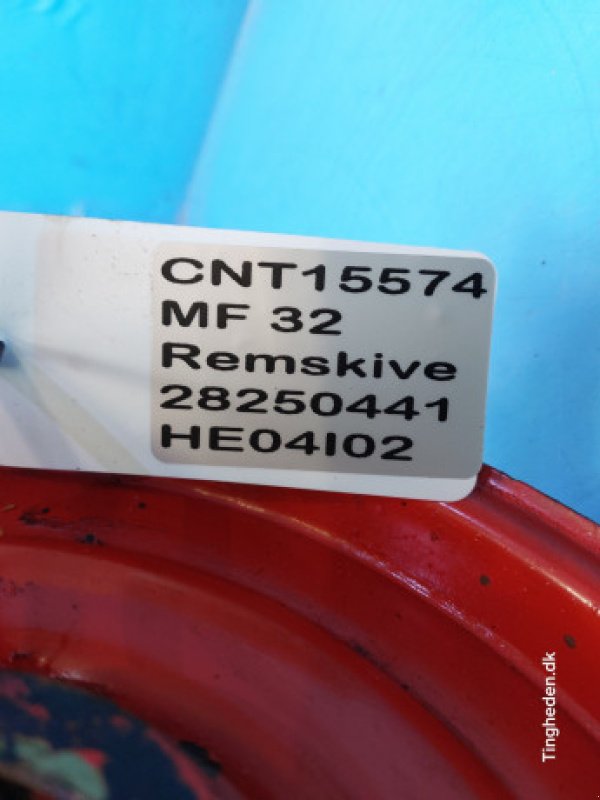 CNT15574
MF 32
Remskive
28250441
HE04I02
Tingheden.dk